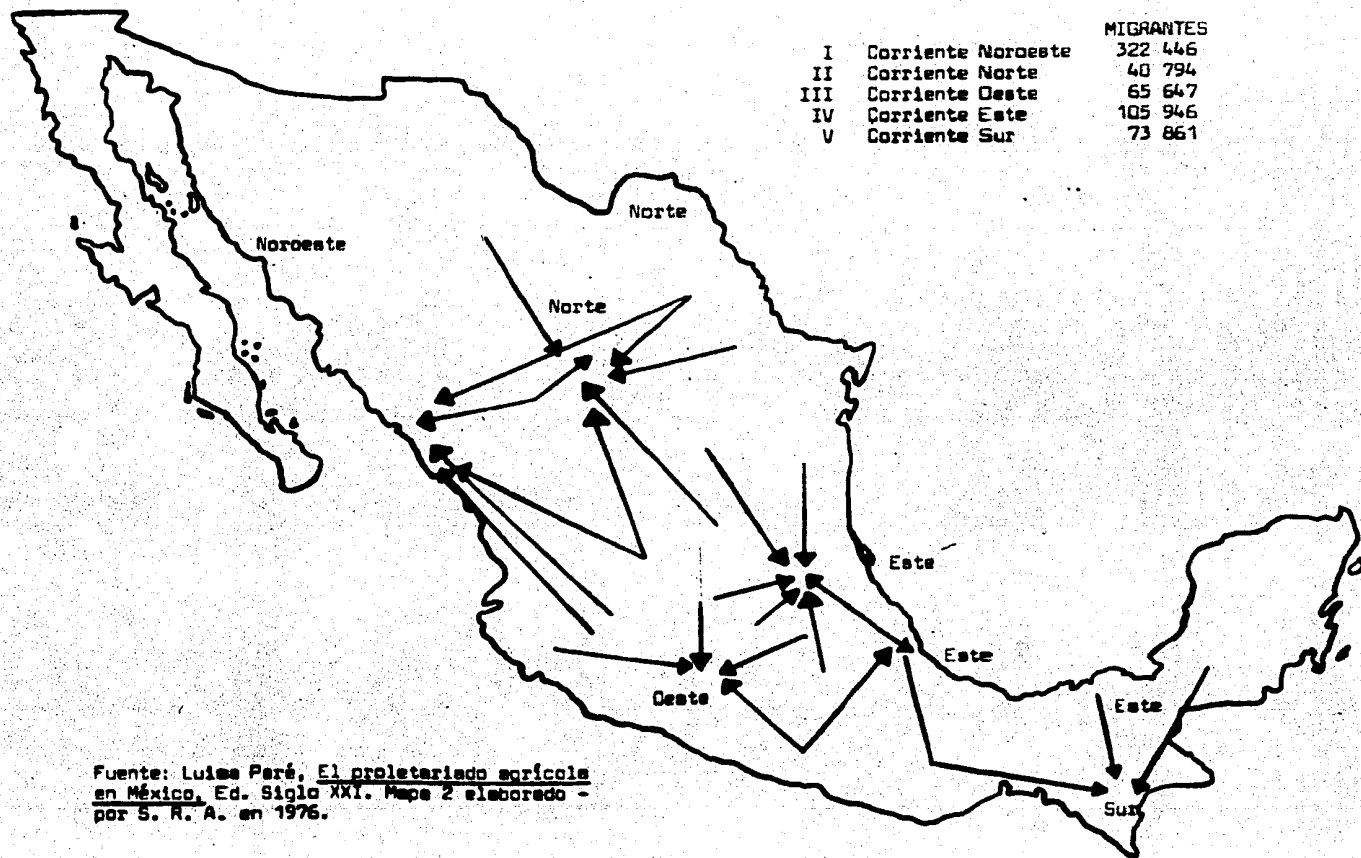 MIGRANTES
I Corriente Noroeste 322 446
II Corriente Norte 40 794
III Corriente Oeste 65 647
IV Corriente Este 105 946
V Corriente Sur 73 861
Norte
Noroeste
Norte
Este
Este
Oeste
Este
Sur
Fuente: Luisa Paré, El proletariado agrícola
en México, Ed. Siglo XXI. Mapa 2 elaborado -
por S. R. A. en 1976.